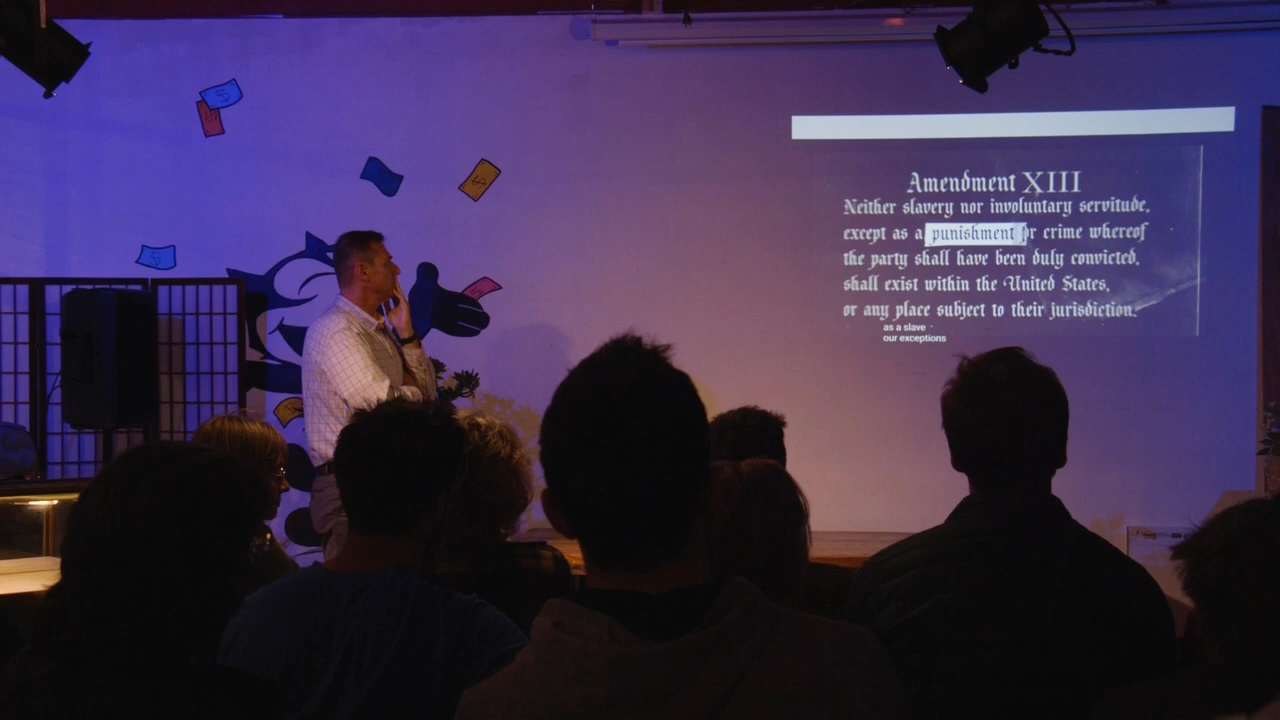 Amendment XIII
Neither slavery nor involuntary servitude,
except as a punishment for crime whereof
the party shall have been duly convicted,
shall exist within the United States,
or any place subject to their jurisdiction.
as a slave
our exceptions